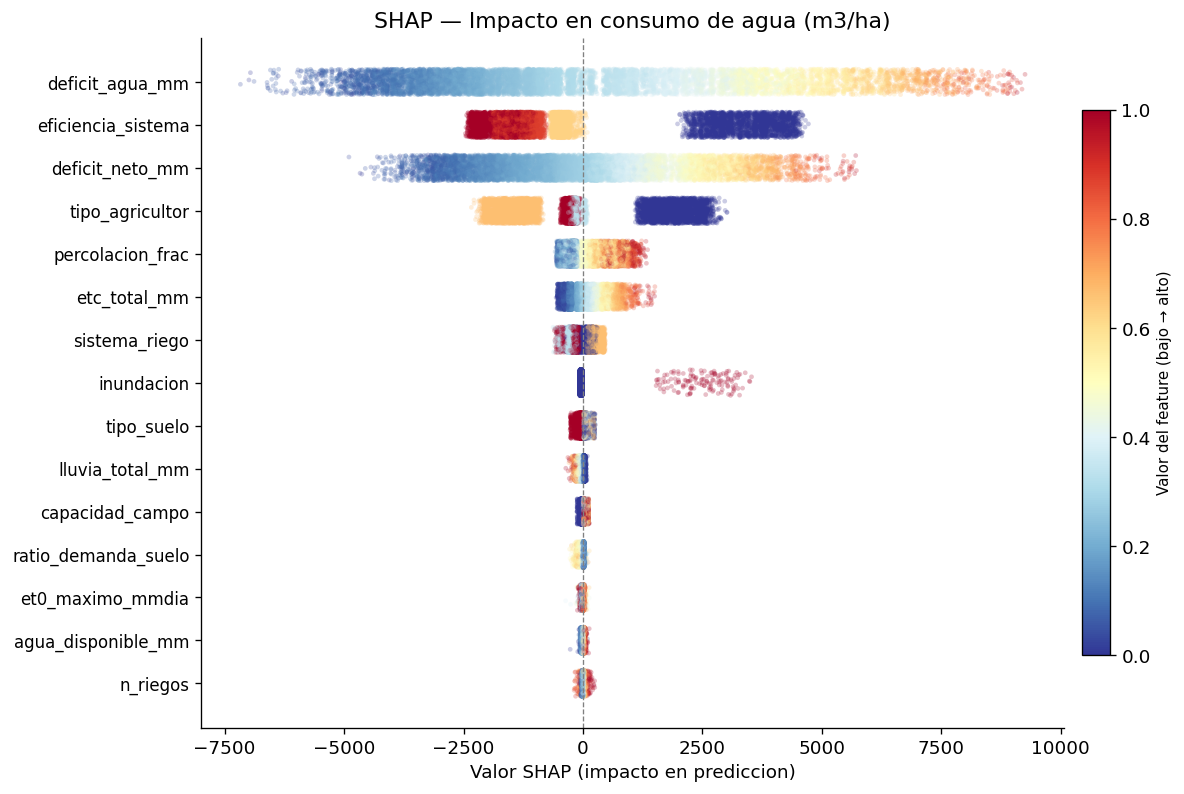 SHAP — Impacto en consumo de agua (m3/ha)
deficit_agua_mm
eficiencia_sistema
deficit_neto_mm
tipo_agricultor
percolacion_frac
etc_total_mm
sistema_riego
inundacion
tipo_suelo
lluvia_total_mm
capacidad_campo
ratio_demanda_suelo
et0_maximo_mmdia
agua_disponible_mm
n_riegos
−7500 −5000 −2500 0 2500 5000 7500 10000
Valor SHAP (impacto en prediccion)
1.0
0.8
0.6
0.4
0.2
0.0
Valor del feature (bajo → alto)